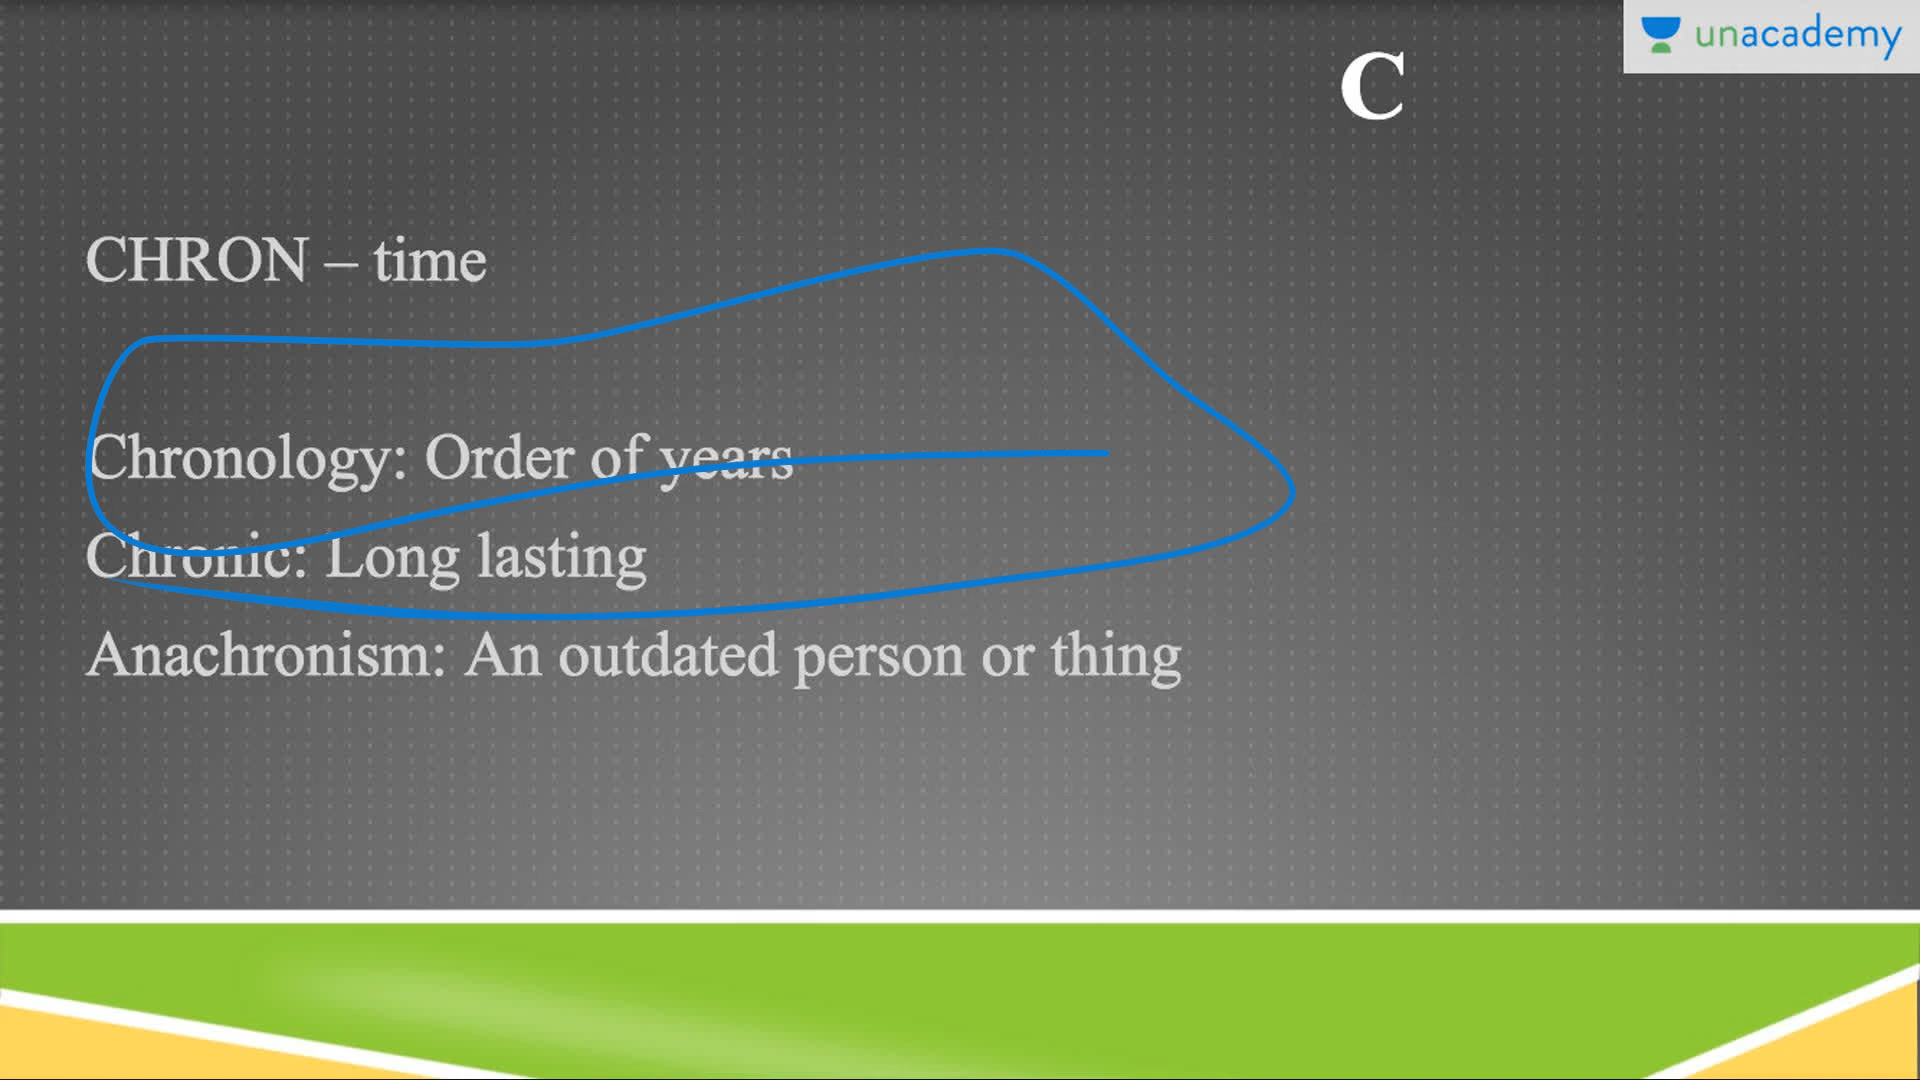 unacademy
C
CHRON – time
Chronology: Order of years
Chronic: Long lasting
Anachronism: An outdated person or thing